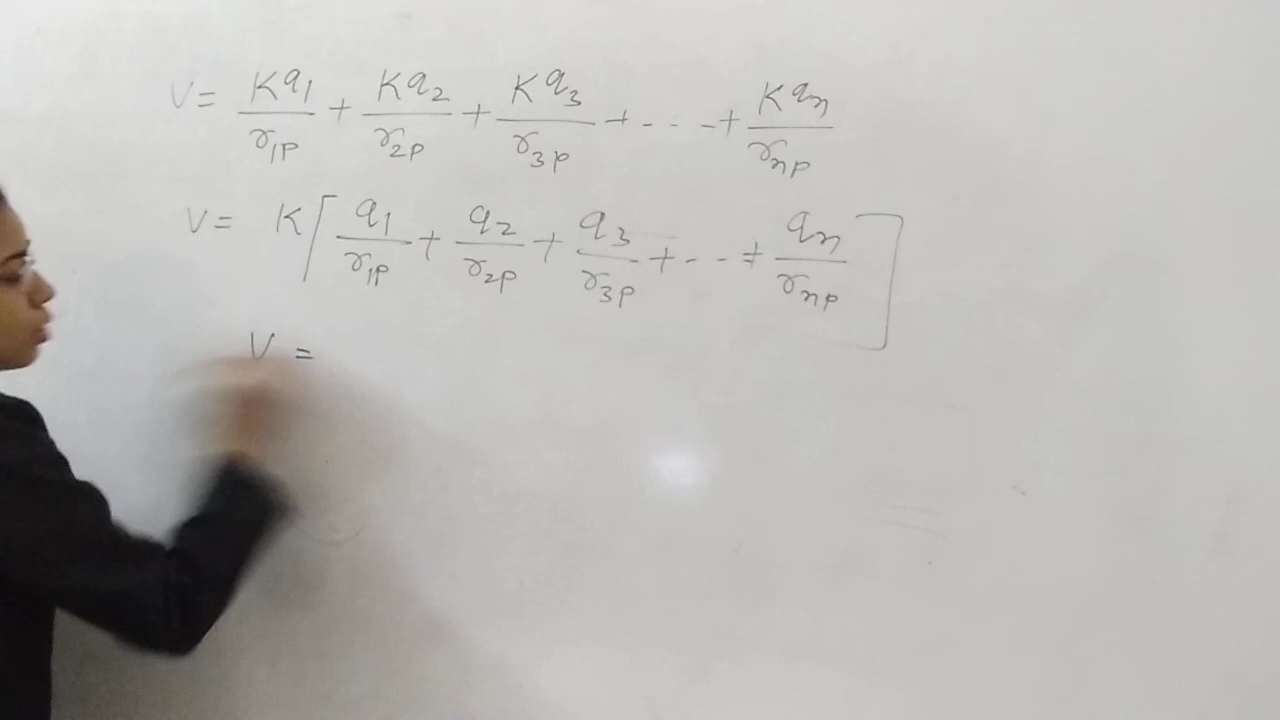 V = Kq₁/r₁P + Kq₂/r₂P + Kq₃/r₃P + - - - + Kqₙ/rₙP
V = K[q₁/r₁P + q₂/r₂P + q₃/r₃P + - - - + qₙ/rₙP]
V =